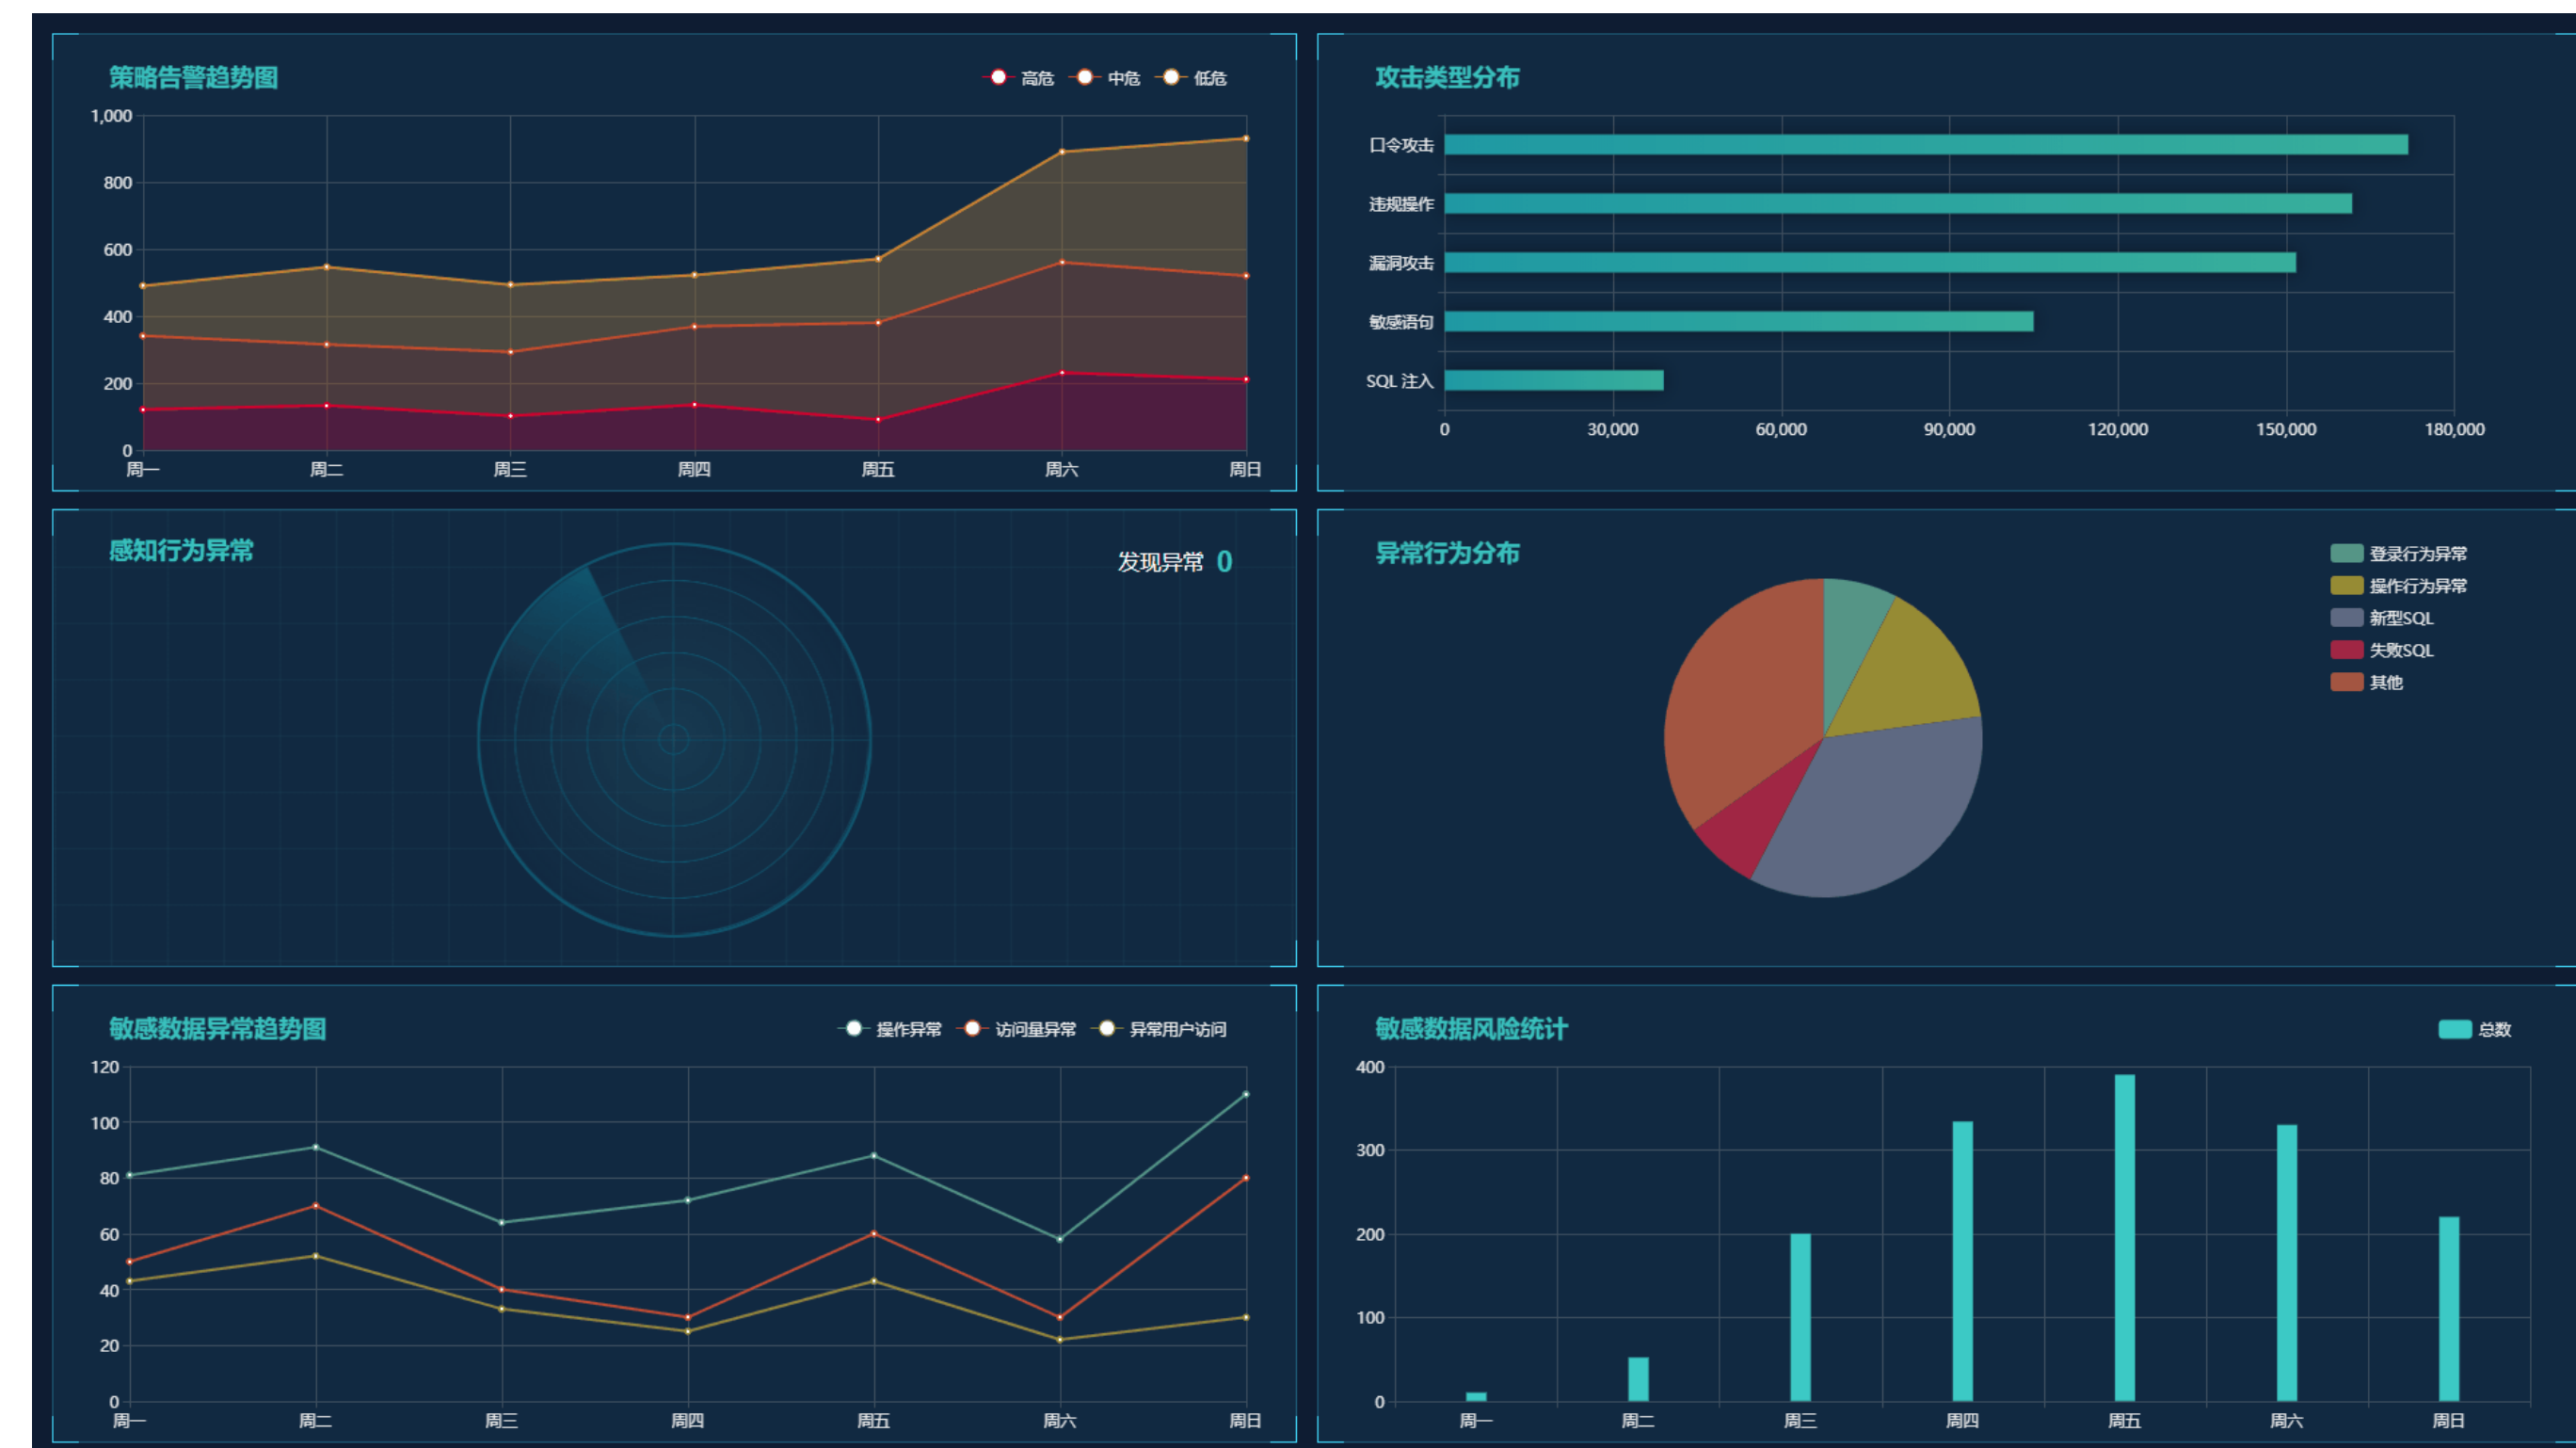 策略告警趋势图
高危 中危 低危
1,000
800
600
400
200
0
周一 周二 周三 周四 周五 周六 周日
攻击类型分布
口令攻击
违规操作
漏洞攻击
敏感语句
SQL 注入
0 30,000 60,000 90,000 120,000 150,000 180,000
感知行为异常
发现异常 0
异常行为分布
登录行为异常
操作行为异常
新型SQL
失败SQL
其他
敏感数据异常趋势图
操作异常 访问量异常 异常用户访问
120
100
80
60
40
20
0
周一 周二 周三 周四 周五 周六 周日
敏感数据风险统计
总数
400
300
200
100
0
周一 周二 周三 周四 周五 周六 周日